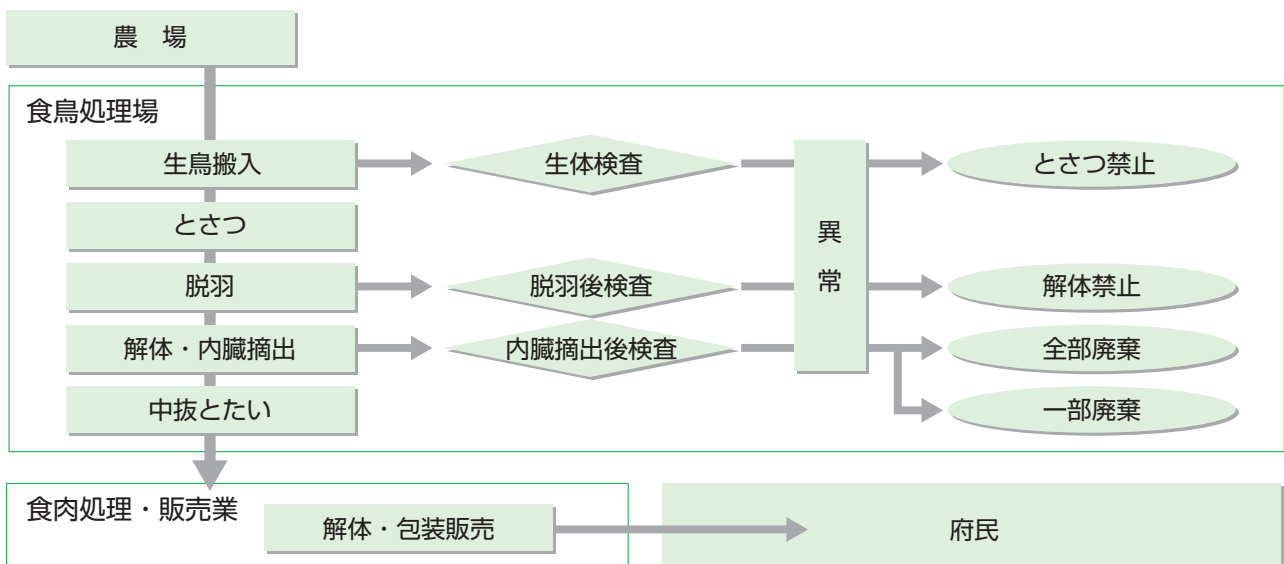 農　場
食鳥処理場
生鳥搬入
生体検査
とさつ禁止
とさつ
異
常
脱羽
脱羽後検査
解体禁止
解体・内臓摘出
内臓摘出後検査
全部廃棄
中抜とたい
一部廃棄
食肉処理・販売業
解体・包装販売
府民